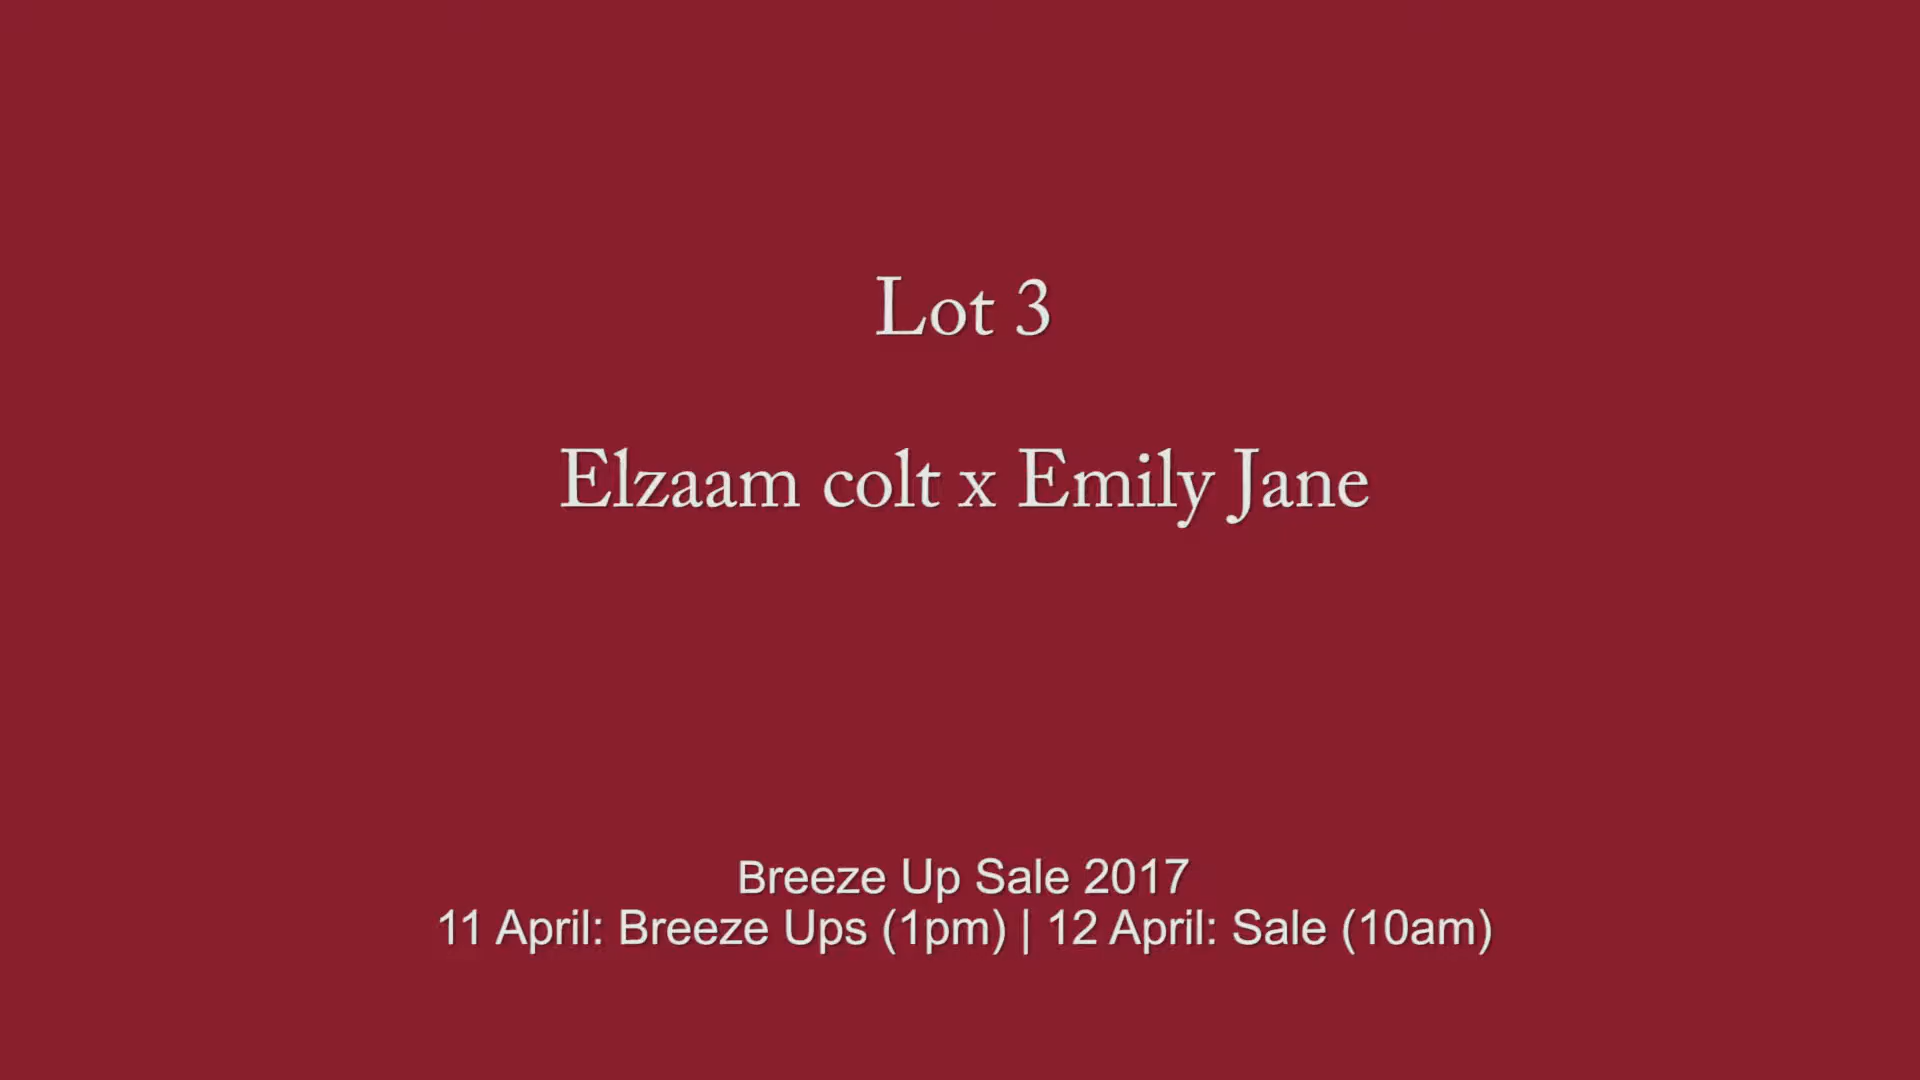 Lot 3
Elzaam colt x Emily Jane
Breeze Up Sale 2017
11 April: Breeze Ups (1pm) | 12 April: Sale (10am)